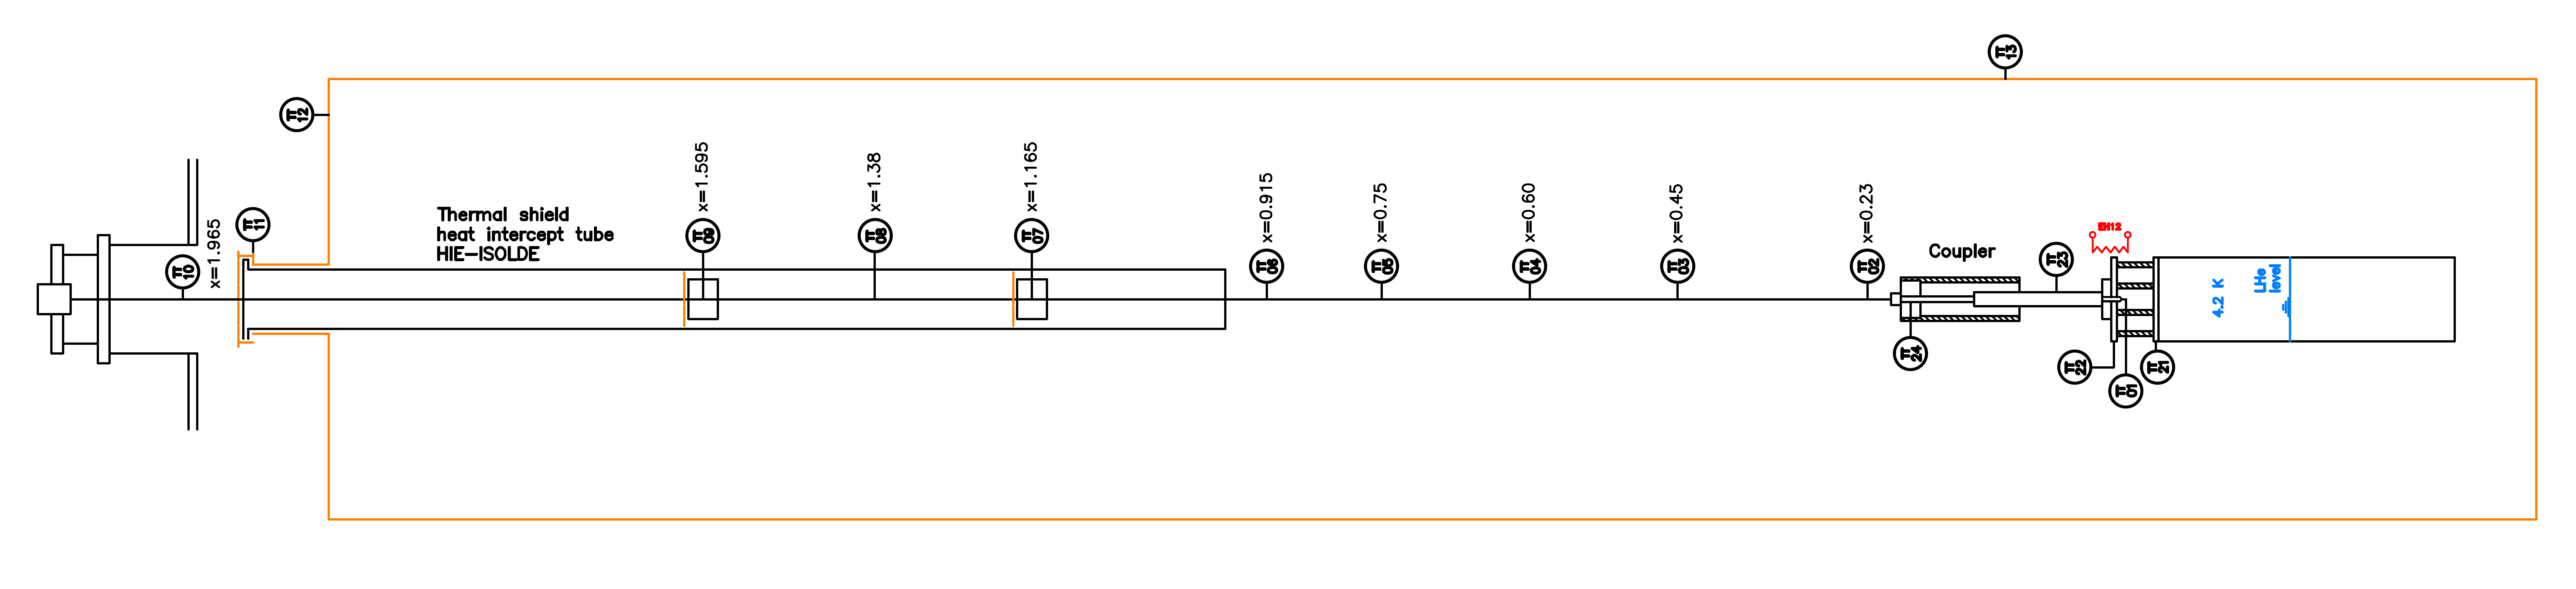 TT
13
TT
12
x=1.595
x=1.38
x=1.165
x=0.915
x=0.75
x=0.60
x=0.45
x=0.23
x=1.965
TT
11
Thermal shield
heat intercept tube
HIE-ISOLDE
TT
09
TT
08
TT
07
TT
10
TT
06
TT
05
TT
04
TT
03
TT
02
Coupler
TT
23
EH12
4.2 K
LHe
level
TT
24
TT
22
TT
01
TT
21